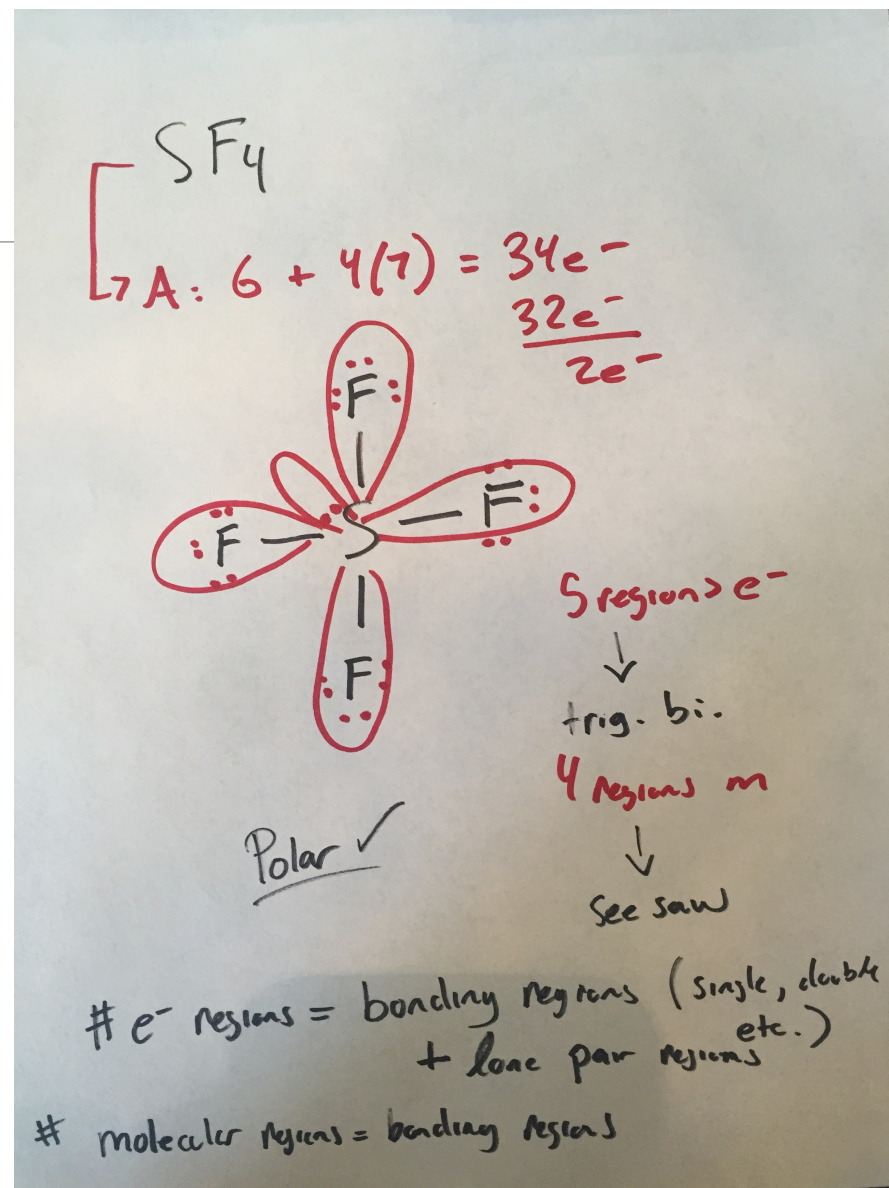 SF4
A: 6 + 4(7) = 34e-
32e-
2e-
F
F — S — F
F
5 regions e-
↓
trig. bi.
4 regions m
↓
See saw
Polar ✓
# e- regions = bonding regions (single, double
etc.)
+ lone pair regions
# molecular regions = bonding regions